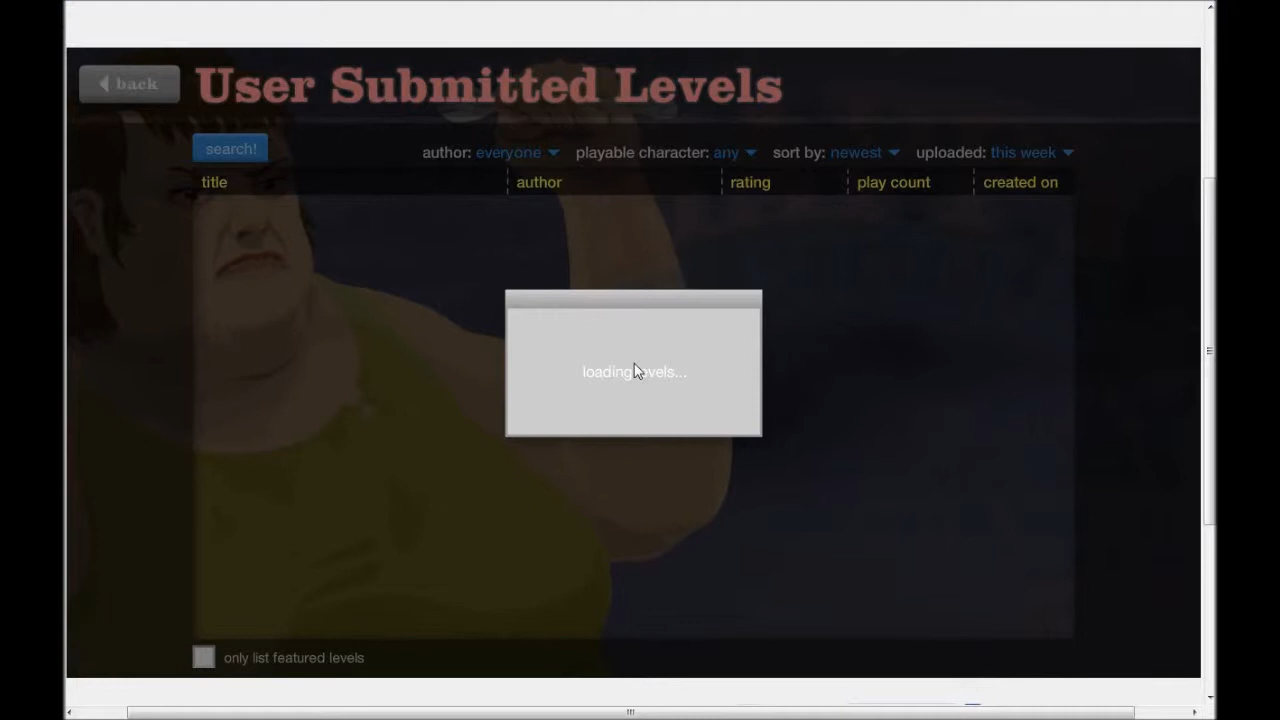 back
User Submitted Levels
search!
author: everyone playable character: any sort by: newest uploaded: this week
title author rating play count created on
loading levels...
only list featured levels